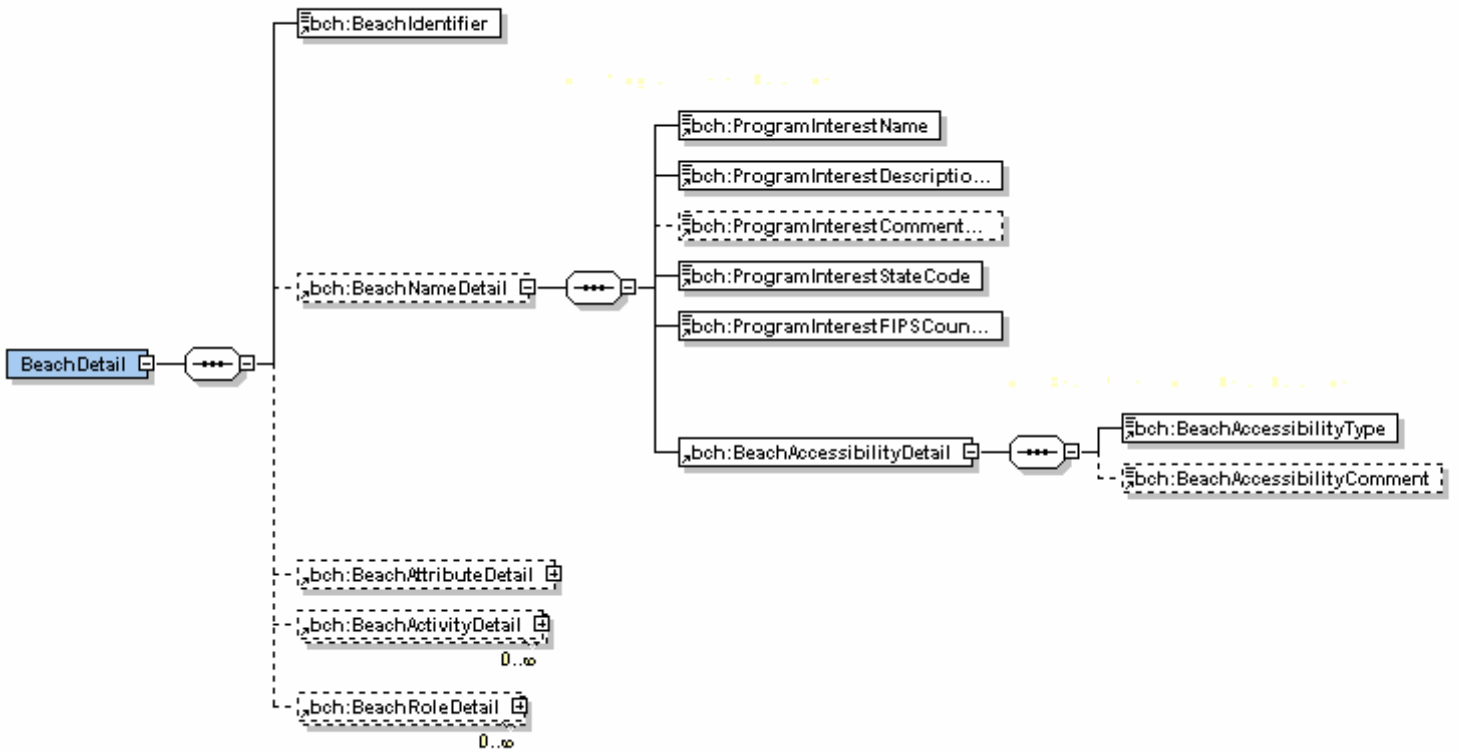 bch:BeachIdentifier
bch:ProgramInterestName
bch:ProgramInterestDescriptio...
bch:ProgramInterestComment...
bch:BeachNameDetail
bch:ProgramInterestStateCode
bch:ProgramInterestFIPSCoun...
BeachDetail
bch:BeachAccessibilityDetail
bch:BeachAccessibilityType
bch:BeachAccessibilityComment
bch:BeachAttributeDetail
bch:BeachActivityDetail
0..∞
bch:BeachRoleDetail
0..∞